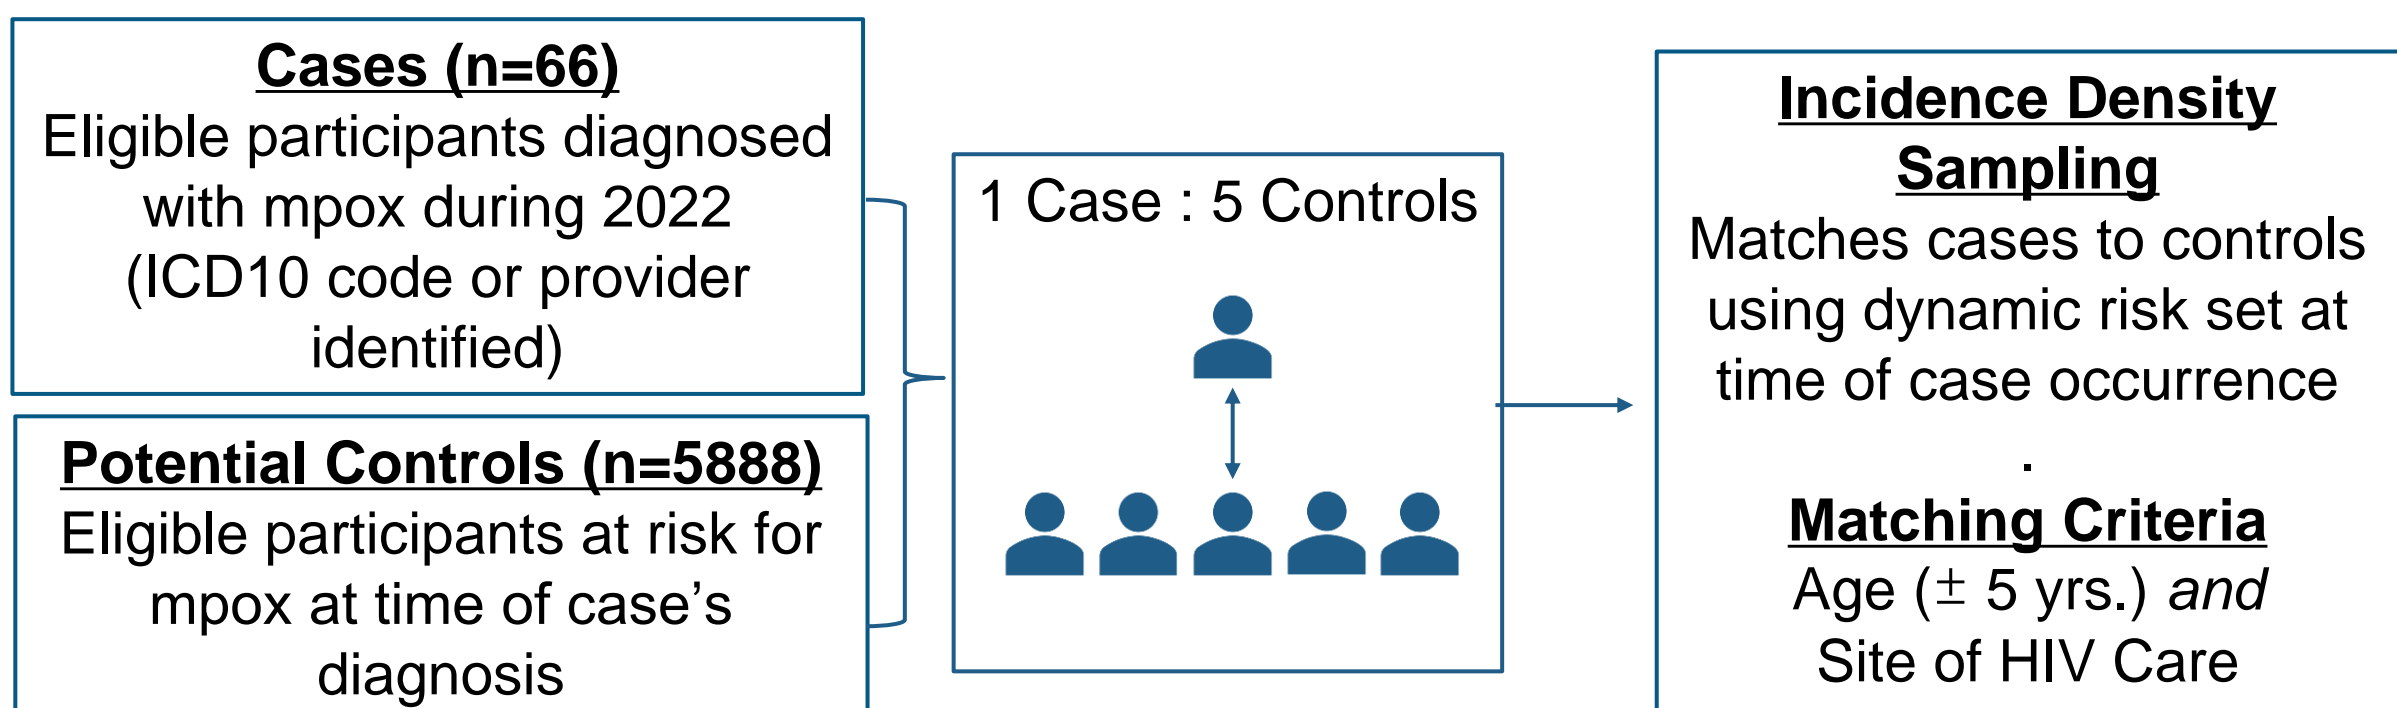 Cases (n=66)
Eligible participants diagnosed
with mpox during 2022
(ICD10 code or provider
identified)
Potential Controls (n=5888)
Eligible participants at risk for
mpox at time of case’s
diagnosis
1 Case : 5 Controls
Incidence Density
Sampling
Matches cases to controls
using dynamic risk set at
time of case occurrence
.
Matching Criteria
Age (± 5 yrs.) and
Site of HIV Care